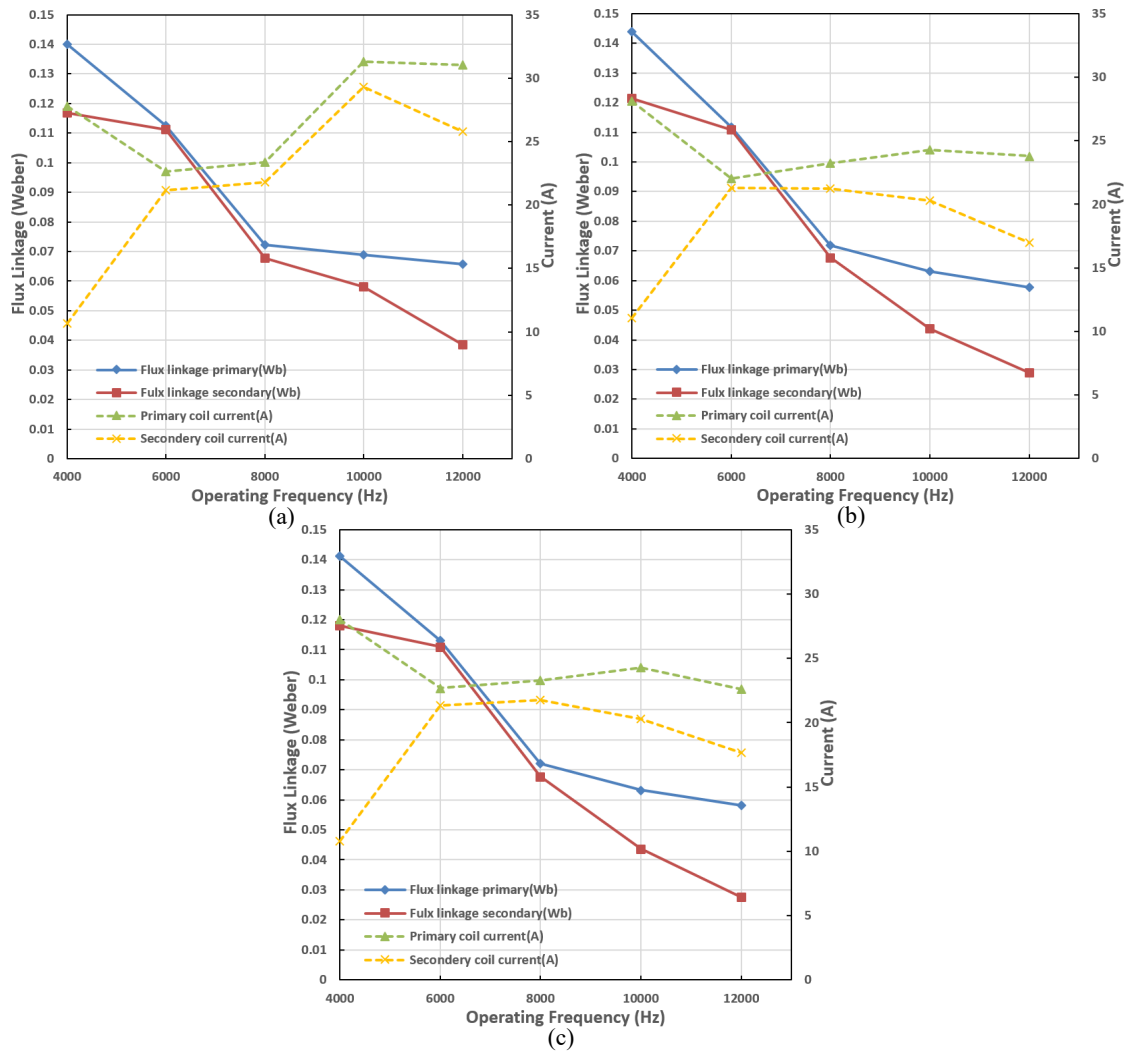 0.15
0.14
0.13
0.12
0.11
0.1
0.09
0.08
0.07
0.06
0.05
0.04
0.03
0.02
0.01
0
Flux Linkage (Weber)
35
30
25
20
15
10
5
0
Current (A)
Flux linkage primary(Wb)
Fulx linkage secondary(Wb)
Primary coil current(A)
Secondery coil current(A)
4000 6000 8000 10000 12000
Operating Frequency (Hz)
(a)
0.15
0.14
0.13
0.12
0.11
0.1
0.09
0.08
0.07
0.06
0.05
0.04
0.03
0.02
0.01
0
Flux Linkage (Weber)
35
30
25
20
15
10
5
0
Current (A)
Flux linkage primary(Wb)
Fulx linkage secondary(Wb)
Primary coil current(A)
Secondery coil current(A)
4000 6000 8000 10000 12000
Operating Frequency (Hz)
(b)
0.15
0.14
0.13
0.12
0.11
0.1
0.09
0.08
0.07
0.06
0.05
0.04
0.03
0.02
0.01
0
Flux Linkage (Weber)
35
30
25
20
15
10
5
0
Current (A)
Flux linkage primary(Wb)
Fulx linkage secondary(Wb)
Primary coil current(A)
Secondery coil current(A)
4000 6000 8000 10000 12000
Operating Frequency (Hz)
(c)